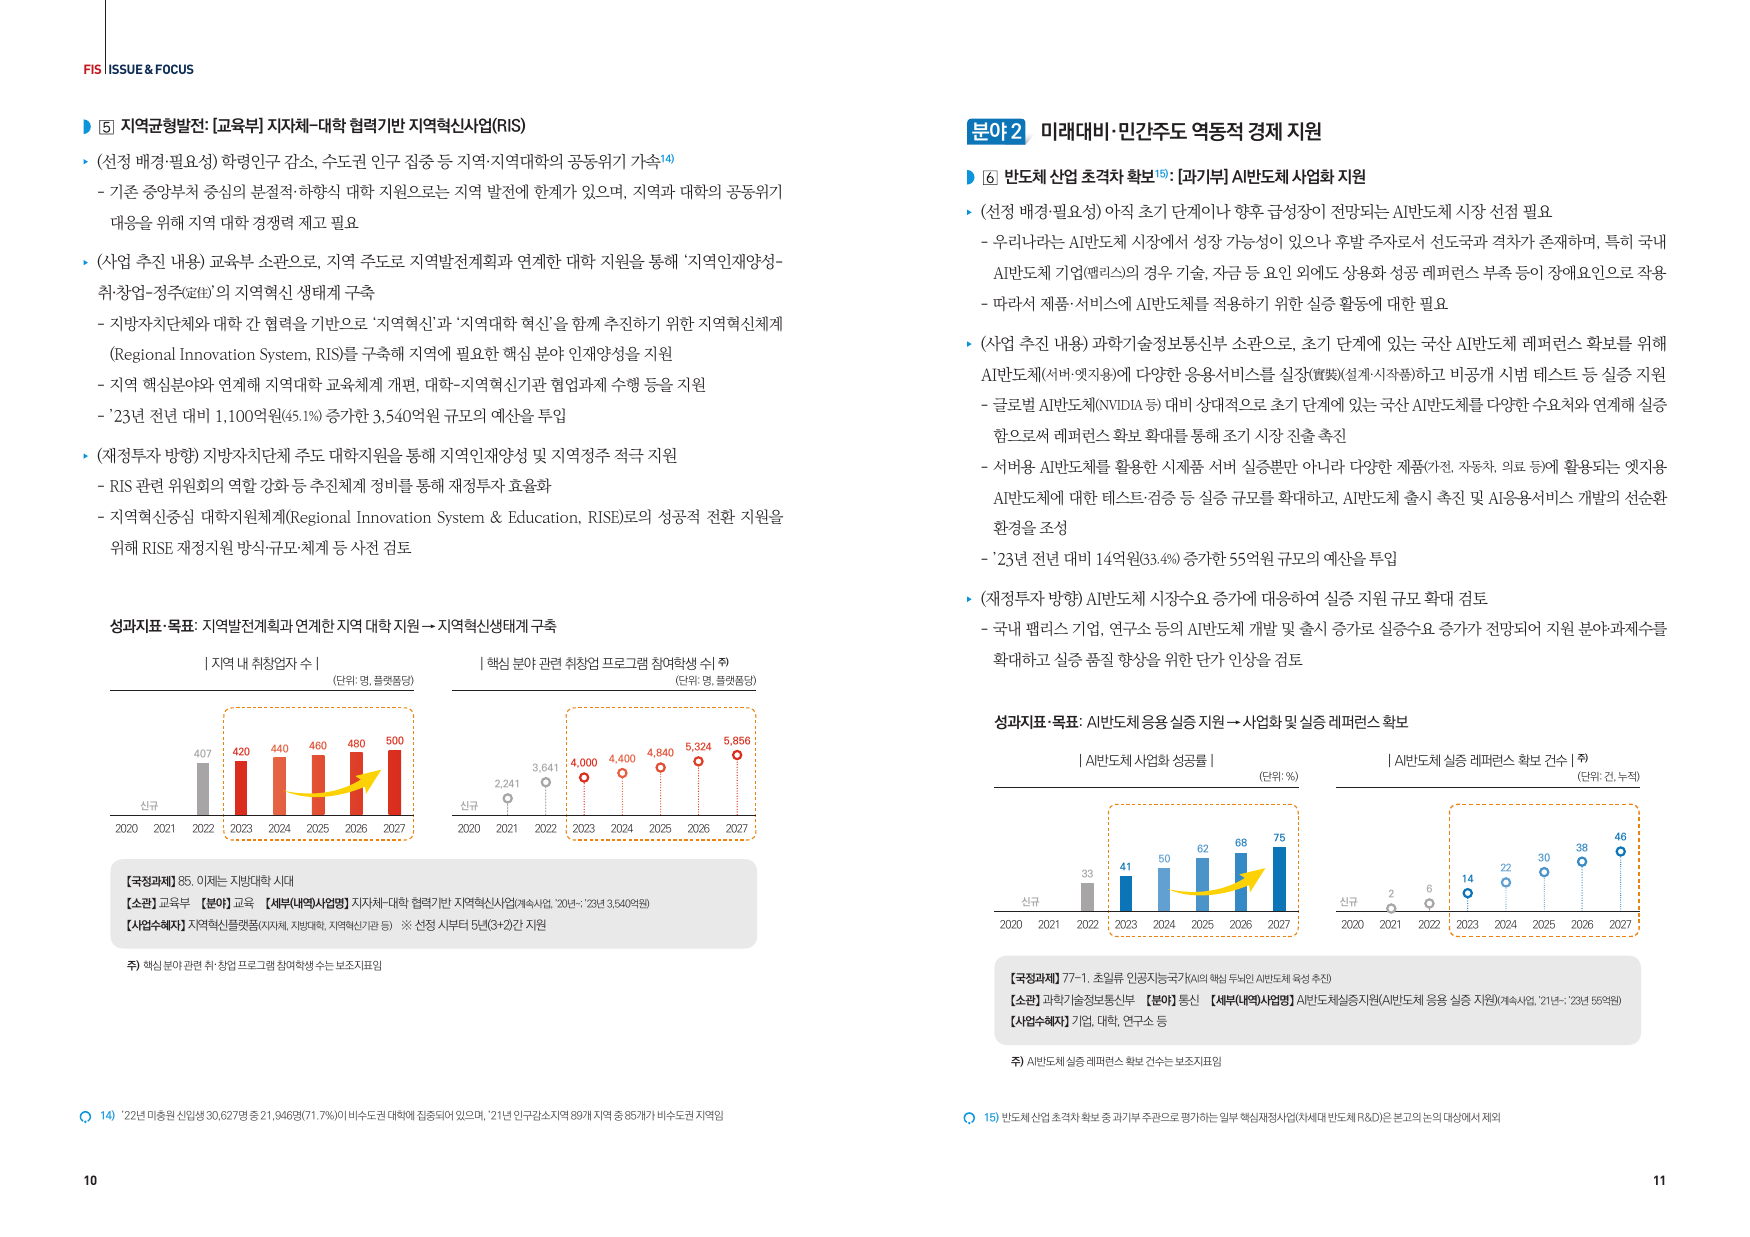 FIS ISSUE & FOCUS
5 지역균형발전: [교육부] 지자체-대학 협력기반 지역혁신사업(RIS)
▸ (선정 배경·필요성) 학령인구 감소, 수도권 인구 집중 등 지역·지역대학의 공동위기 가속14)
- 기존 중앙부처 중심의 분절적·하향식 대학 지원으로는 지역 발전에 한계가 있으며, 지역과 대학의 공동위기
대응을 위해 지역 대학 경쟁력 제고 필요
▸ (사업 추진 내용) 교육부 소관으로, 지역 주도로 지역발전계획과 연계한 대학 지원을 통해 ‘지역인재양성-
취·창업-정주(定住)’의 지역혁신 생태계 구축
- 지방자치단체와 대학 간 협력을 기반으로 ‘지역혁신’과 ‘지역대학 혁신’을 함께 추진하기 위한 지역혁신체계
(Regional Innovation System, RIS)를 구축해 지역에 필요한 핵심 분야 인재양성을 지원
- 지역 핵심분야와 연계해 지역대학 교육체계 개편, 대학-지역혁신기관 협업과제 수행 등을 지원
- ’23년 전년 대비 1,100억원(45.1%) 증가한 3,540억원 규모의 예산을 투입
▸ (재정투자 방향) 지방자치단체 주도 대학지원을 통해 지역인재양성 및 지역정주 적극 지원
- RIS 관련 위원회의 역할 강화 등 추진체계 정비를 통해 재정투자 효율화
- 지역혁신중심 대학지원체계(Regional Innovation System & Education, RISE)로의 성공적 전환 지원을
위해 RISE 재정지원 방식·규모·체계 등 사전 검토
성과지표·목표: 지역발전계획과 연계한 지역 대학 지원 → 지역혁신생태계 구축
| 지역 내 취창업자 수 |
(단위: 명, 플랫폼당)
신규 407 420 440 460 480 500
2020 2021 2022 2023 2024 2025 2026 2027
| 핵심 분야 관련 취창업 프로그램 참여학생 수| 주)
(단위: 명, 플랫폼당)
신규 2,241 3,641 4,000 4,400 4,840 5,324 5,856
2020 2021 2022 2023 2024 2025 2026 2027
【국정과제】 85. 이제는 지방대학 시대
【소관】 교육부 【분야】 교육 【세부(내역)사업명】 지자체-대학 협력기반 지역혁신사업(계속사업, ’20년~; ’23년 3,540억원)
【사업수혜자】 지역혁신플랫폼(지자체, 지방대학, 지역혁신기관 등) ※ 선정 시부터 5년(3+2)간 지원
주) 핵심 분야 관련 취·창업 프로그램 참여학생 수는 보조지표임
14) ’22년 미충원 신입생 30,627명 중 21,946명(71.7%)이 비수도권 대학에 집중되어 있으며, ’21년 인구감소지역 89개 지역 중 85개가 비수도권 지역임
10
분야 2 미래대비·민간주도 역동적 경제 지원
6 반도체 산업 초격차 확보15): [과기부] AI반도체 사업화 지원
▸ (선정 배경·필요성) 아직 초기 단계이나 향후 급성장이 전망되는 AI반도체 시장 선점 필요
- 우리나라는 AI반도체 시장에서 성장 가능성이 있으나 후발 주자로서 선도국과 격차가 존재하며, 특히 국내
AI반도체 기업(팹리스)의 경우 기술, 자금 등 요인 외에도 상용화 성공 레퍼런스 부족 등이 장애요인으로 작용
- 따라서 제품·서비스에 AI반도체를 적용하기 위한 실증 활동에 대한 필요
▸ (사업 추진 내용) 과학기술정보통신부 소관으로, 초기 단계에 있는 국산 AI반도체 레퍼런스 확보를 위해
AI반도체(서버·엣지용)에 다양한 응용서비스를 실장(實裝)(설계·시작품)하고 비공개 시범 테스트 등 실증 지원
- 글로벌 AI반도체(NVIDIA 등) 대비 상대적으로 초기 단계에 있는 국산 AI반도체를 다양한 수요처와 연계해 실증
함으로써 레퍼런스 확보 확대를 통해 조기 시장 진출 촉진
- 서버용 AI반도체를 활용한 시제품 서버 실증뿐만 아니라 다양한 제품(가전, 자동차, 의료 등)에 활용되는 엣지용
AI반도체에 대한 테스트·검증 등 실증 규모를 확대하고, AI반도체 출시 촉진 및 AI응용서비스 개발의 선순환
환경을 조성
- ’23년 전년 대비 14억원(33.4%) 증가한 55억원 규모의 예산을 투입
▸ (재정투자 방향) AI반도체 시장수요 증가에 대응하여 실증 지원 규모 확대 검토
- 국내 팹리스 기업, 연구소 등의 AI반도체 개발 및 출시 증가로 실증수요 증가가 전망되어 지원 분야·과제수를
확대하고 실증 품질 향상을 위한 단가 인상을 검토
성과지표·목표: AI반도체 응용 실증 지원 → 사업화 및 실증 레퍼런스 확보
| AI반도체 사업화 성공률 |
(단위: %)
신규 33 41 50 62 68 75
2020 2021 2022 2023 2024 2025 2026 2027
| AI반도체 실증 레퍼런스 확보 건수 | 주)
(단위: 건, 누적)
신규 2 6 14 22 30 38 46
2020 2021 2022 2023 2024 2025 2026 2027
【국정과제】 77-1. 초일류 인공지능국가(AI의 핵심 두뇌인 AI반도체 육성 추진)
【소관】 과학기술정보통신부 【분야】 통신 【세부(내역)사업명】 AI반도체실증지원(AI반도체 응용 실증 지원)(계속사업, ’21년~; ’23년 55억원)
【사업수혜자】 기업, 대학, 연구소 등
주) AI반도체 실증 레퍼런스 확보 건수는 보조지표임
15) 반도체 산업 초격차 확보 중 과기부 주관으로 평가하는 일부 핵심재정사업(차세대 반도체 R&D)은 본고의 논의 대상에서 제외
11